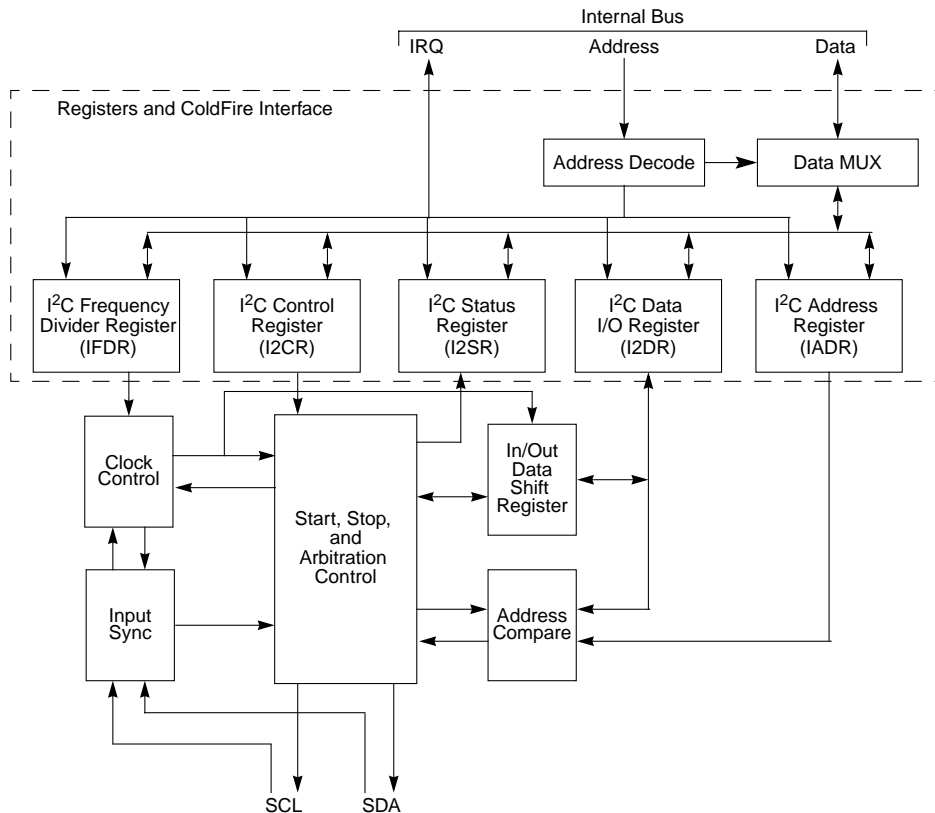 Internal Bus
IRQ
Address
Data
Registers and ColdFire Interface
Address Decode
Data MUX
I²C Frequency
Divider Register
(IFDR)
I²C Control
Register
(I2CR)
I²C Status
Register
(I2SR)
I²C Data
I/O Register
(I2DR)
I²C Address
Register
(IADR)
Clock
Control
Start, Stop,
and
Arbitration
Control
In/Out
Data
Shift
Register
Input
Sync
Address
Compare
SCL
SDA